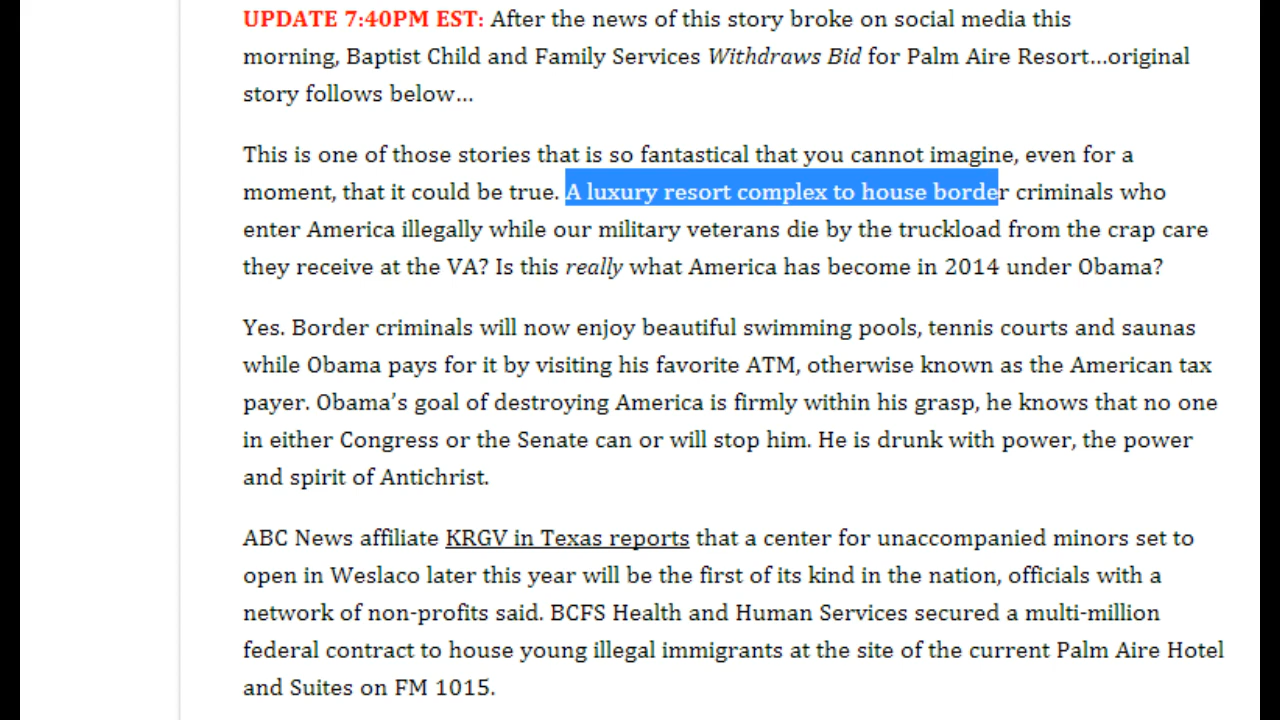 UPDATE 7:40PM EST: After the news of this story broke on social media this
morning, Baptist Child and Family Services Withdraws Bid for Palm Aire Resort…original
story follows below…
This is one of those stories that is so fantastical that you cannot imagine, even for a
moment, that it could be true. A luxury resort complex to house border criminals who
enter America illegally while our military veterans die by the truckload from the crap care
they receive at the VA? Is this really what America has become in 2014 under Obama?
Yes. Border criminals will now enjoy beautiful swimming pools, tennis courts and saunas
while Obama pays for it by visiting his favorite ATM, otherwise known as the American tax
payer. Obama’s goal of destroying America is firmly within his grasp, he knows that no one
in either Congress or the Senate can or will stop him. He is drunk with power, the power
and spirit of Antichrist.
ABC News affiliate KRGV in Texas reports that a center for unaccompanied minors set to
open in Weslaco later this year will be the first of its kind in the nation, officials with a
network of non-profits said. BCFS Health and Human Services secured a multi-million
federal contract to house young illegal immigrants at the site of the current Palm Aire Hotel
and Suites on FM 1015.